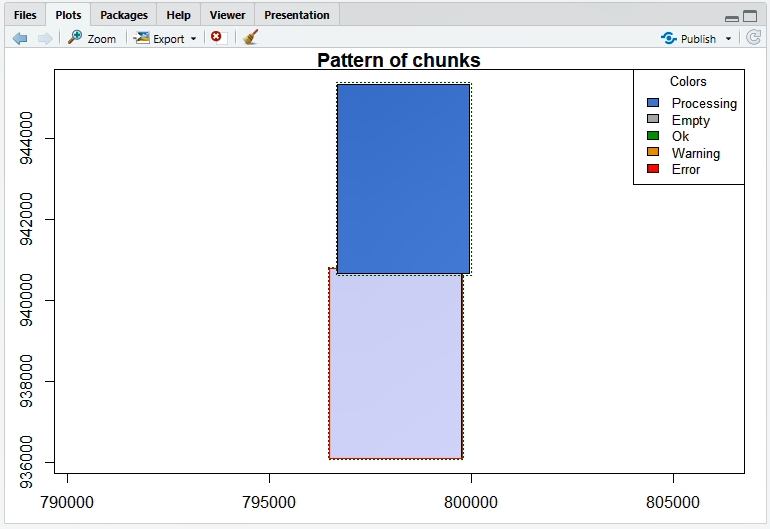 Files Plots Packages Help Viewer Presentation
Zoom Export Publish
Pattern of chunks
Colors
Processing
Empty
Ok
Warning
Error
944000
942000
940000
938000
936000
790000 795000 800000 805000